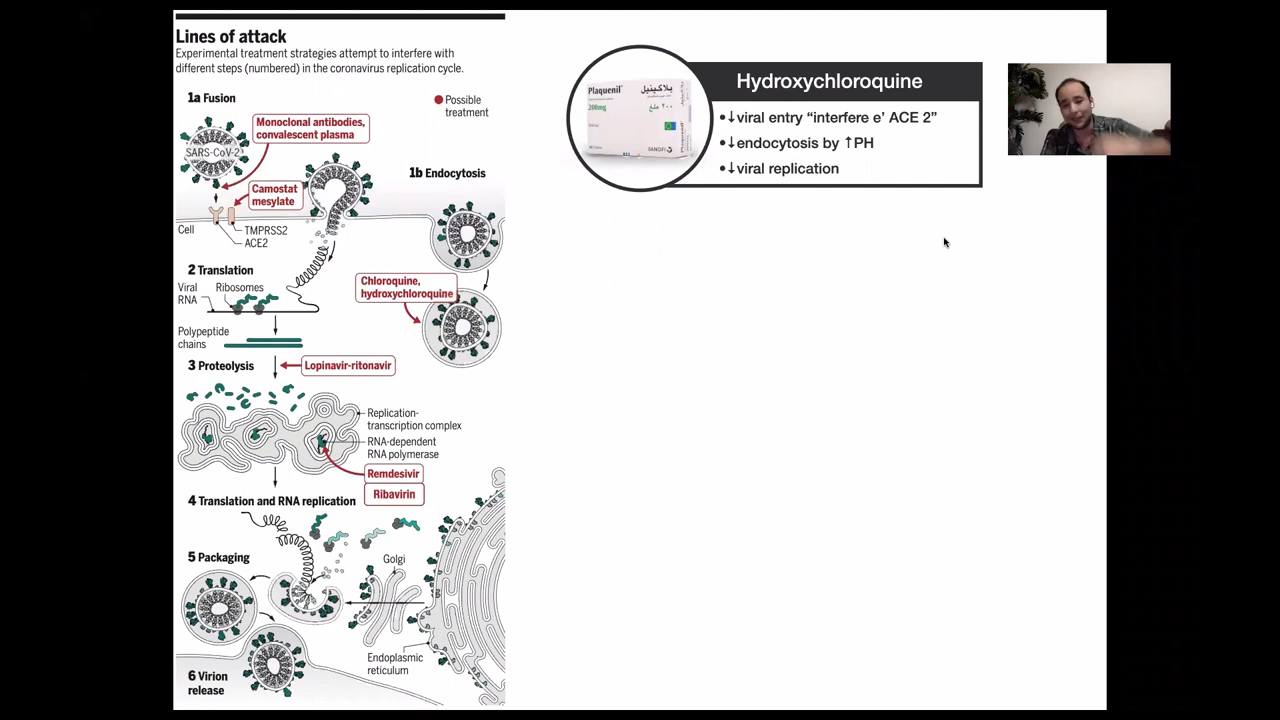 Lines of attack
Experimental treatment strategies attempt to interfere with
different steps (numbered) in the coronavirus replication cycle.
1a Fusion
Possible
treatment
Monoclonal antibodies,
convalescent plasma
SARS-CoV-2
1b Endocytosis
Camostat
mesylate
Cell
TMPRSS2
ACE2
2 Translation
Viral
RNA
Ribosomes
Chloroquine,
hydroxychloroquine
Polypeptide
chains
3 Proteolysis
Lopinavir-ritonavir
Replication-
transcription complex
RNA-dependent
RNA polymerase
Remdesivir
Ribavirin
4 Translation and RNA replication
5 Packaging
Golgi
Endoplasmic
reticulum
6 Virion
release
Plaquenil
بلاكينيل
200mg
٢٠٠ ملغ
SANOFI
Hydroxychloroquine
•↓viral entry “interfere e’ ACE 2”
•↓endocytosis by ↑PH
•↓viral replication